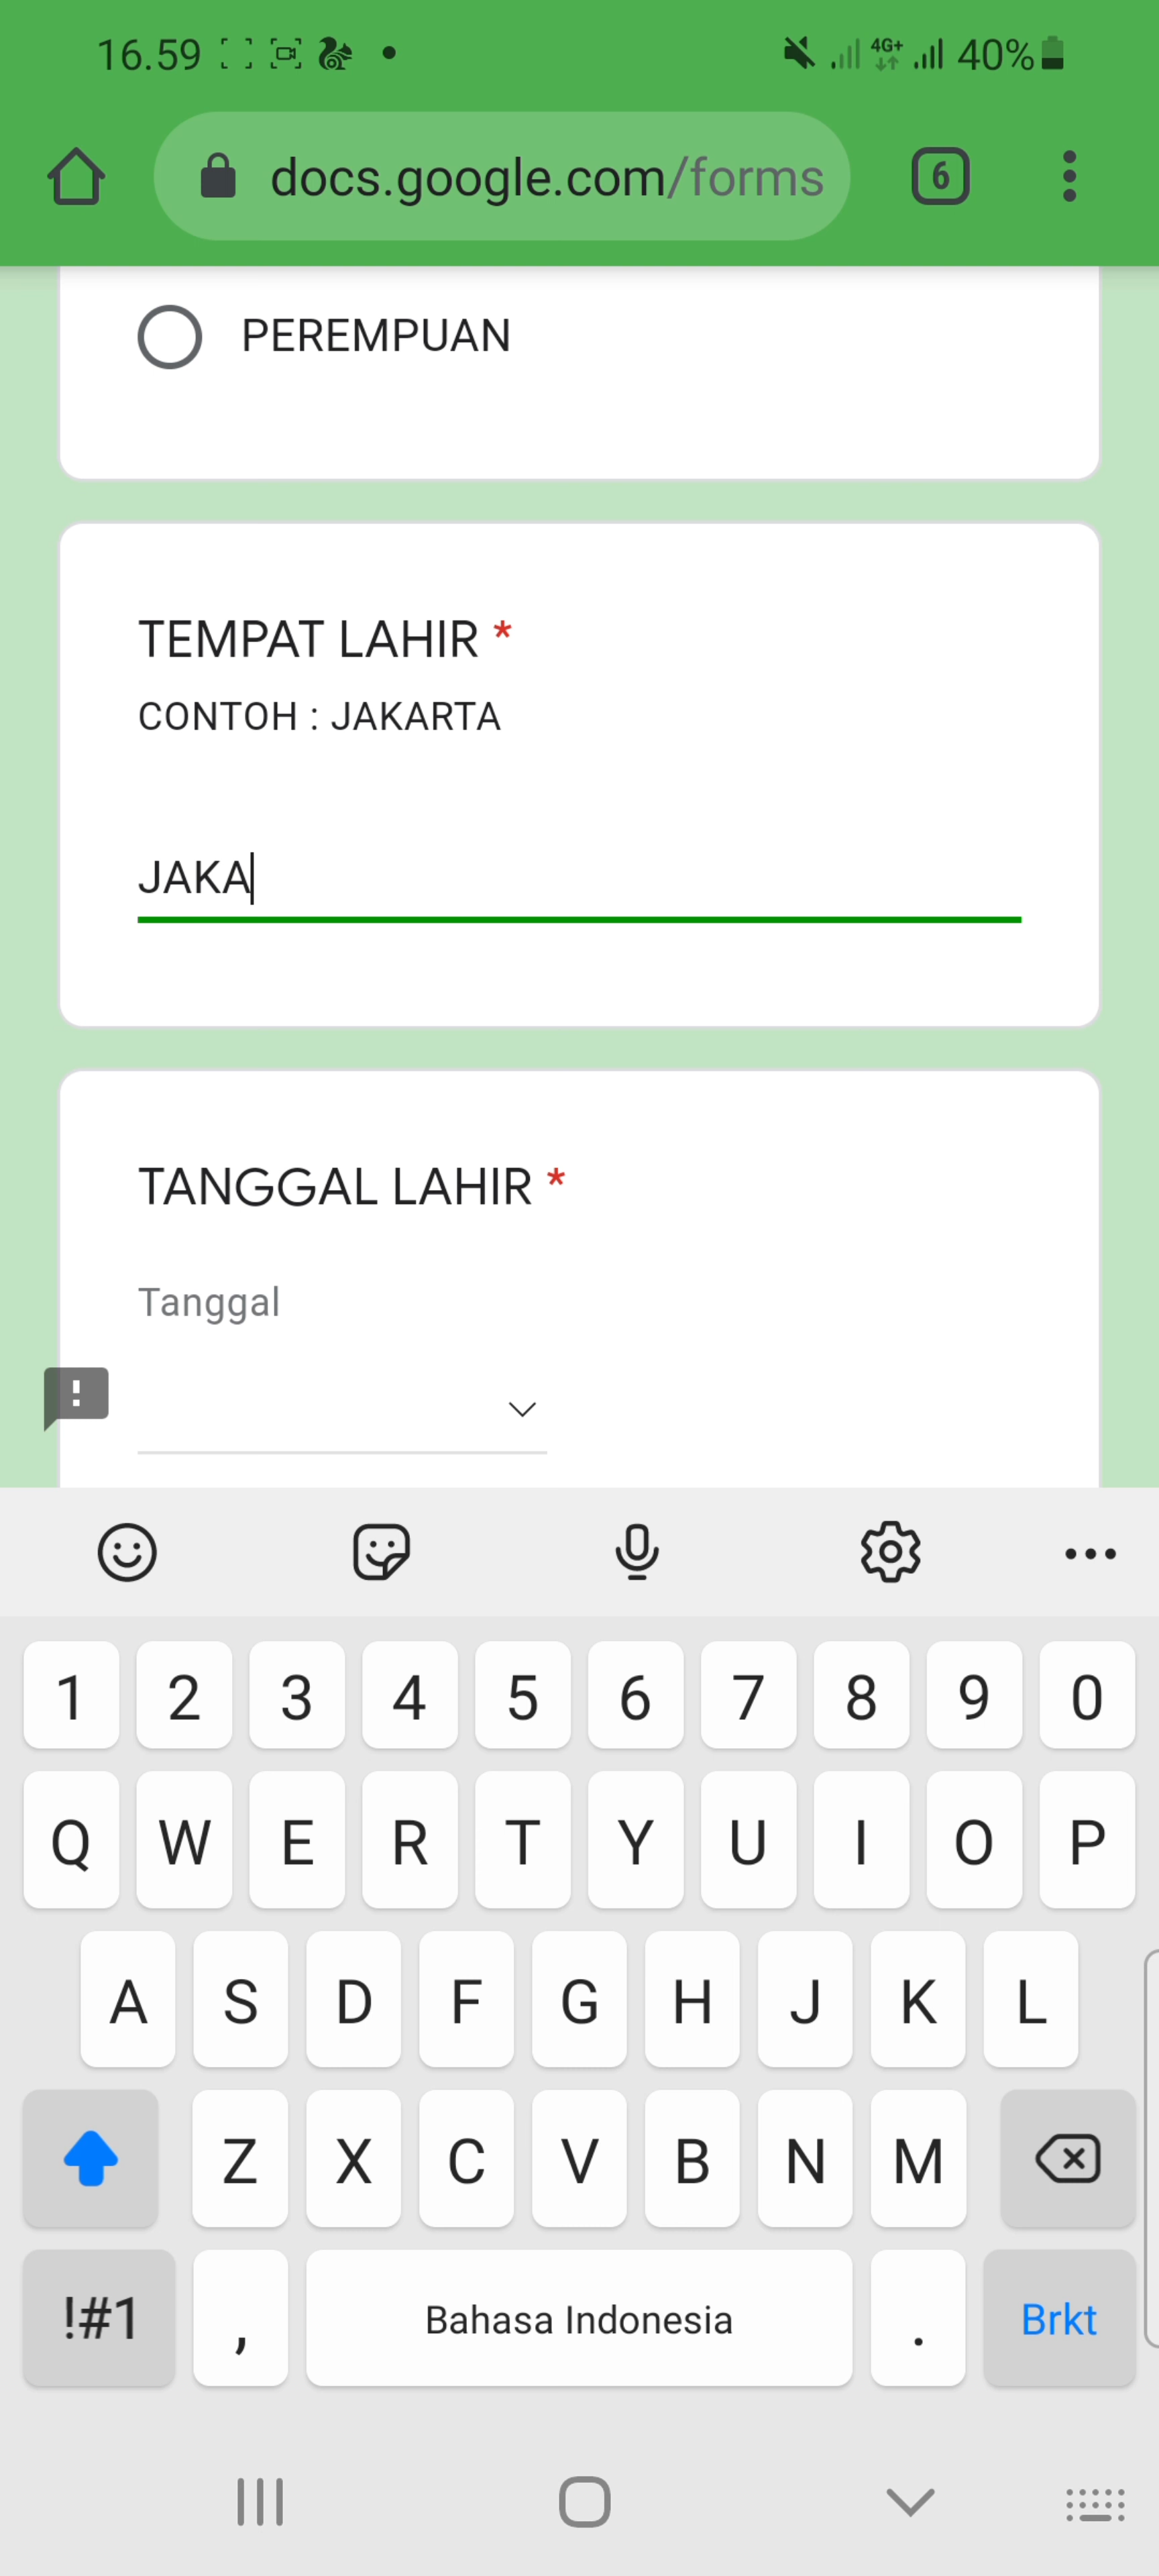 16.59 4G+ 40%
docs.google.com/forms 6
PEREMPUAN
TEMPAT LAHIR *
CONTOH : JAKARTA
JAKA
TANGGAL LAHIR *
Tanggal
1 2 3 4 5 6 7 8 9 0
Q W E R T Y U I O P
A S D F G H J K L
Z X C V B N M
!#1 , Bahasa Indonesia . Brkt